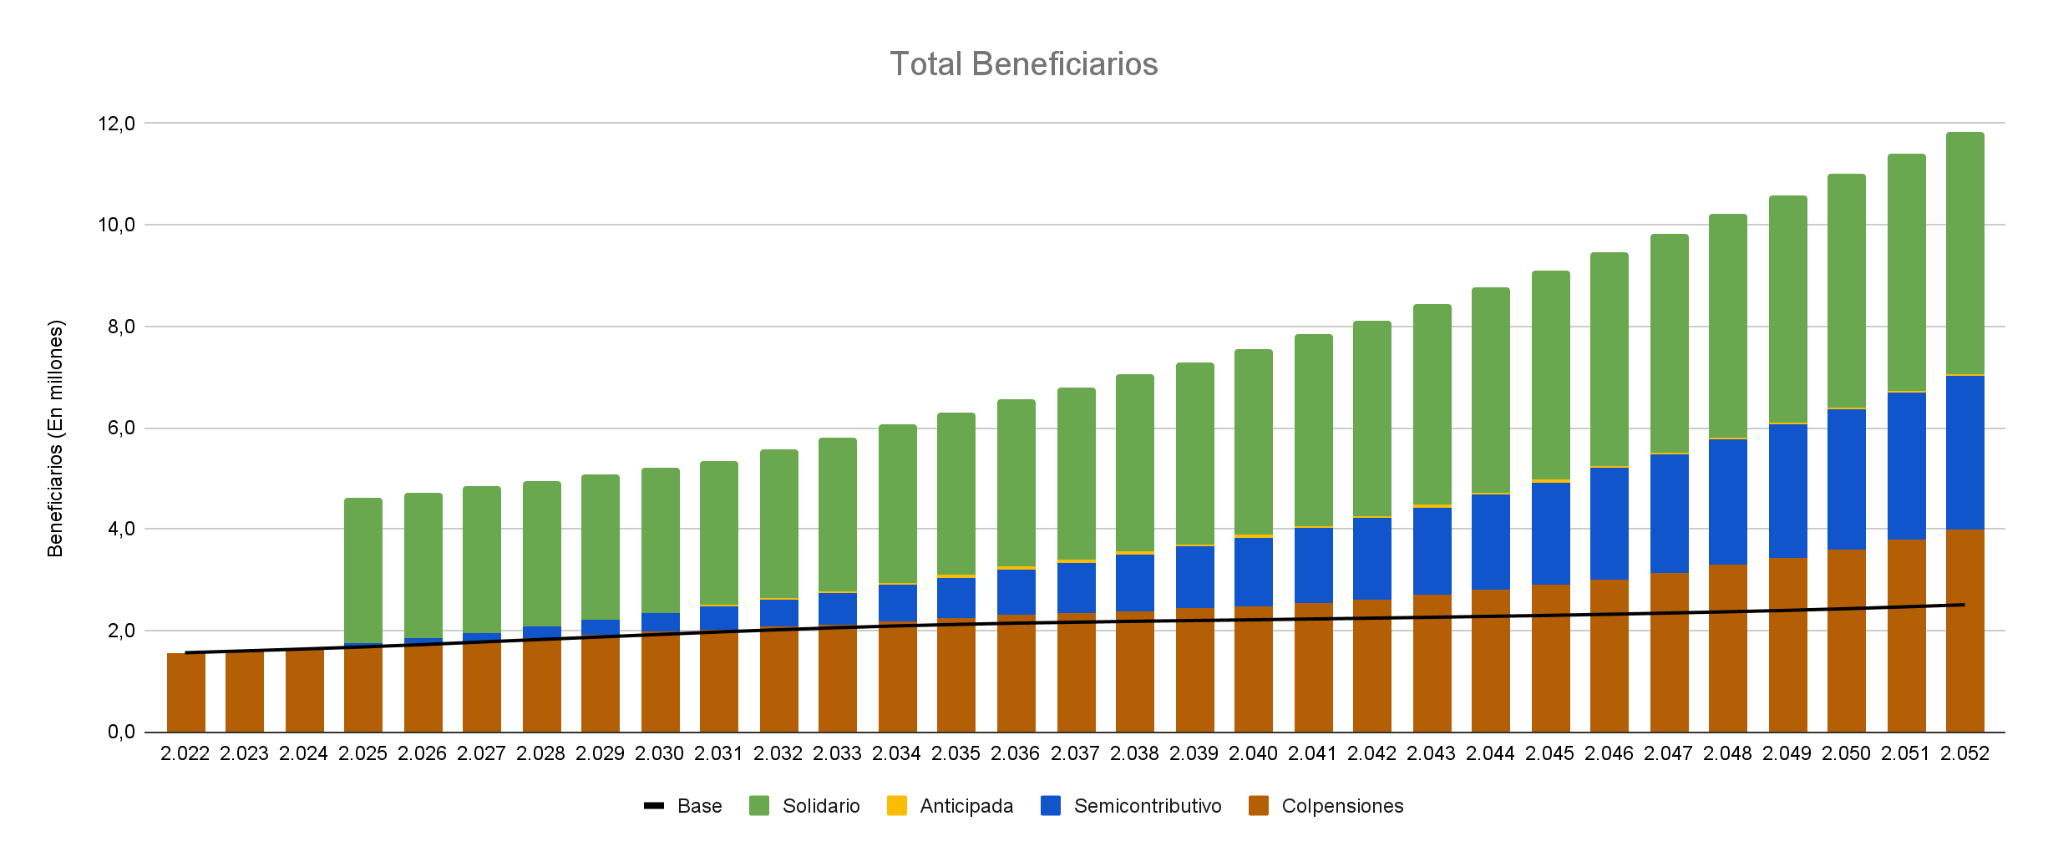 Total Beneficiarios
Beneficiarios (En millones)
12,0
10,0
8,0
6,0
4,0
2,0
0,0
2.022 2.023 2.024 2.025 2.026 2.027 2.028 2.029 2.030 2.031 2.032 2.033 2.034 2.035 2.036 2.037 2.038 2.039 2.040 2.041 2.042 2.043 2.044 2.045 2.046 2.047 2.048 2.049 2.050 2.051 2.052
Base Solidario Anticipada Semicontributivo Colpensiones